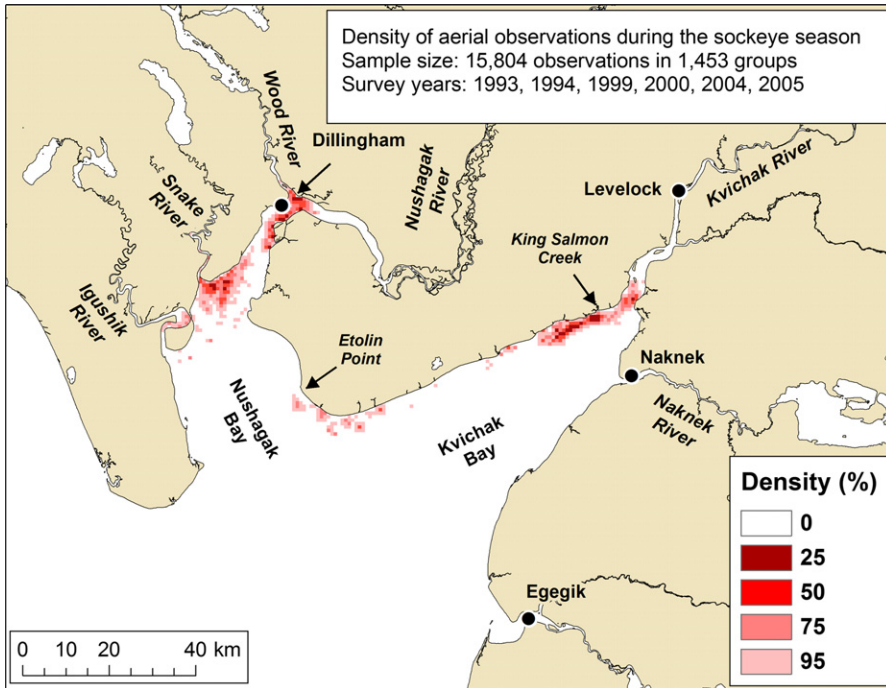 Density of aerial observations during the sockeye season
Sample size: 15,804 observations in 1,453 groups
Survey years: 1993, 1994, 1999, 2000, 2004, 2005
Wood River
Dillingham
Snake
River
Nushagak
River
Levelock
Kvichak River
King Salmon
Creek
Igushik
River
Etolin
Point
Naknek
Nushagak
Bay
Kvichak
Bay
Naknek
River
Egegik
Density (%)
0
25
50
75
95
0 10 20 40 km